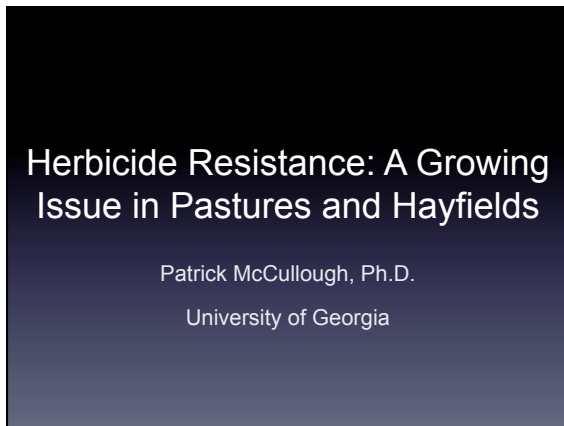 Herbicide Resistance: A Growing
Issue in Pastures and Hayfields
Patrick McCullough, Ph.D.
University of Georgia